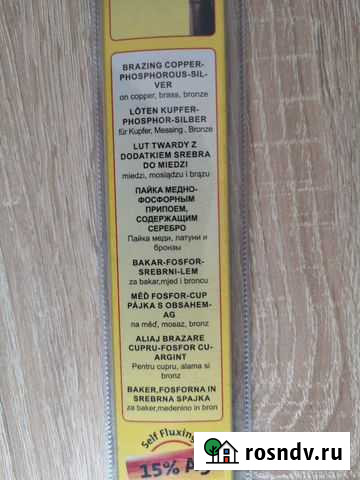 BRAZING COPPER-
PHOSPHOROUS-SIL-
VER
on copper, brass, bronze
LÖTEN KUPFER-
PHOSPHOR-SILBER
für Kupfer, Messing, Bronze
LUT TWARDY Z
DODATKIEM SREBRA
DO MIEDZI
miedzi, mosiądzu i brązu
ПАЙКА МЕДНО-
ФОСФОРНЫМ
ПРИПОЕМ,
СОДЕРЖАЩИМ
СЕРЕБРО
Пайка меди, латуни и
бронзы
BAKAR-FOSFOR-
SREBRNI-LEM
za bakar,mjed i broncu
MĚĎ FOSFOR-CUP
PÁJKA S OBSAHEM-
AG
na měď, mosaz, bronz
ALIAJ BRAZARE
CUPRU-FOSFOR CU-
ARGINT
Pentru cupru, alama si
bronz
BAKER,FOSFORNA IN
SREBRNA SPAJKA
za baker,medenino in bron
Self Fluxing
15% Ag
rosndv.ru